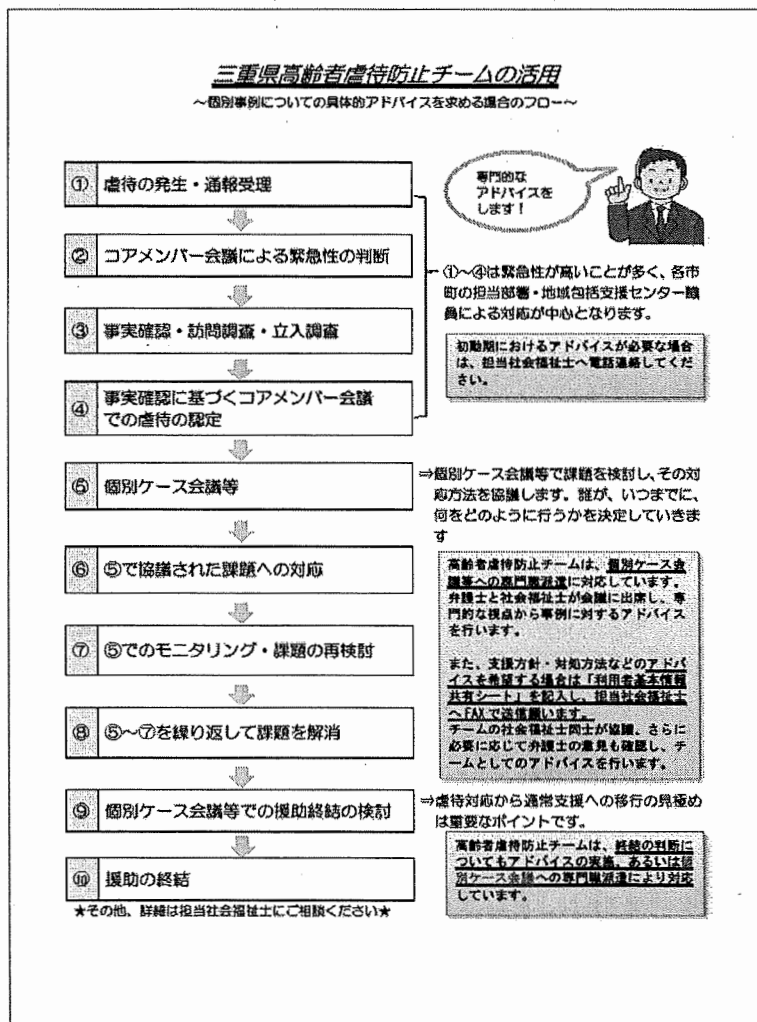 三重県高齢者虐待防止チームの活用
～個別事例についての具体的アドバイスを求める場合のフロー～
① 虐待の発生・通報受理
専門的な
アドバイスを
します！
② コアメンバー会議による緊急性の判断
③ 事実確認・訪問調査・立入調査
④ 事実確認に基づくコアメンバー会議
での虐待の認定
①～④は緊急性が高いことが多く、各市
町の担当部署・地域包括支援センター職
員による対応が中心となります。
初動期におけるアドバイスが必要な場合
は、担当社会福祉士へ電話連絡してくだ
さい。
⑤ 個別ケース会議等
⇒個別ケース会議等で課題を検討し、その対
応方法を協議します。誰が、いつまでに、
何をどのように行うかを決定していきま
す
⑥ ⑤で協議された課題への対応
⑦ ⑤でのモニタリング・課題の再検討
⑧ ⑤～⑦を繰り返して課題を解消
高齢者虐待防止チームは、個別ケース会
議等への専門職派遣に対応しています。
弁護士と社会福祉士が会議に出席し、専
門的な視点から事例に対するアドバイス
を行います。
また、支援方針・対処方法などのアドバ
イスを希望する場合は「利用者基本情報
共有シート」を記入し、担当社会福祉士
へFAXで送信願います。
チームの社会福祉士同士が協議、さらに
必要に応じて弁護士の意見も確認し、チ
ームとしてのアドバイスを行います。
⑨ 個別ケース会議等での援助終結の検討
⇒虐待対応から通常支援への移行の見極め
は重要なポイントです。
⑩ 援助の終結
高齢者虐待防止チームは、終結の判断に
ついてもアドバイスの実施、あるいは個
別ケース会議への専門職派遣により対応
しています。
★その他、詳細は担当社会福祉士にご相談ください★